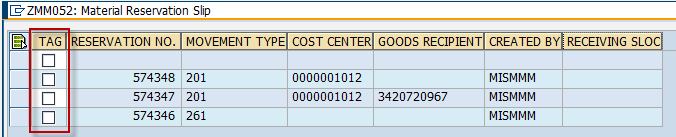 ZMM052: Material Reservation Slip
TAG RESERVATION NO. MOVEMENT TYPE COST CENTER GOODS RECIPIENT CREATED BY RECEIVING SLOC
574348 201 0000001012 MISMMM
574347 201 0000001012 3420720967 MISMMM
574346 261 MISMMM